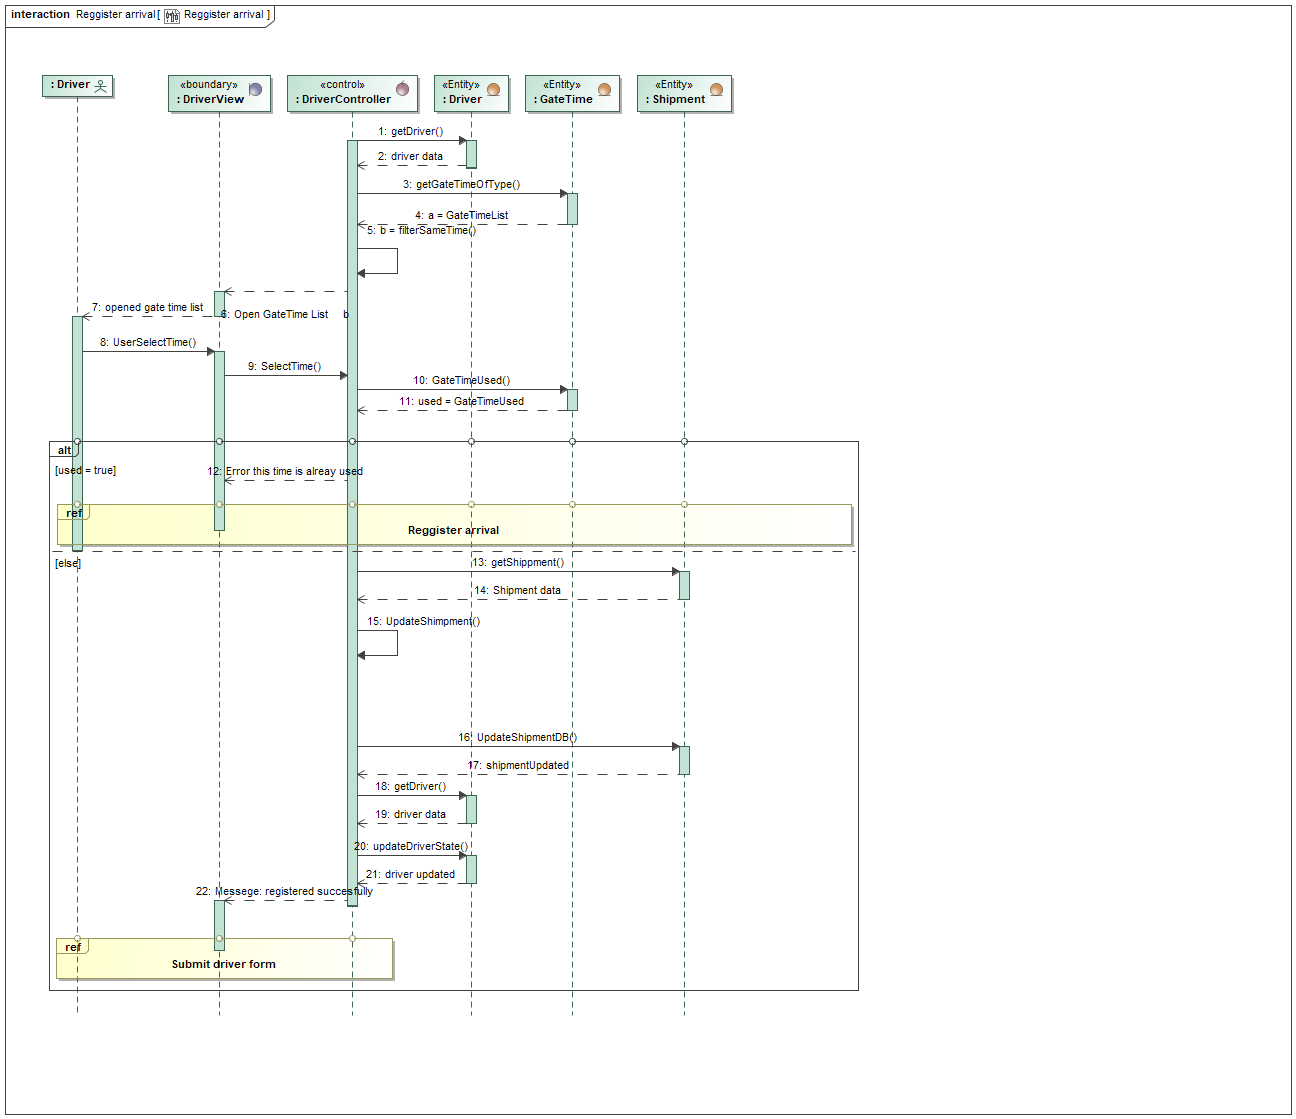 interaction Reggister arrival[ Reggister arrival ]
: Driver
«boundary»
: DriverView
«control»
: DriverController
«Entity»
: Driver
«Entity»
: GateTime
«Entity»
: Shipment
1: getDriver()
2: driver data
3: getGateTimeOfType()
4: a = GateTimeList
5: b = filterSameTime()
7: opened gate time list
6: Open GateTime List b
8: UserSelectTime()
9: SelectTime()
10: GateTimeUsed()
11: used = GateTimeUsed
alt
[used = true]
12: Error this time is alreay used
ref
Reggister arrival
[else]
13: getShippment()
14: Shipment data
15: UpdateShimpment()
16: UpdateShipmentDB()
17: shipmentUpdated
18: getDriver()
19: driver data
20: updateDriverState()
21: driver updated
22: Messege: registered succesfully
ref
Submit driver form